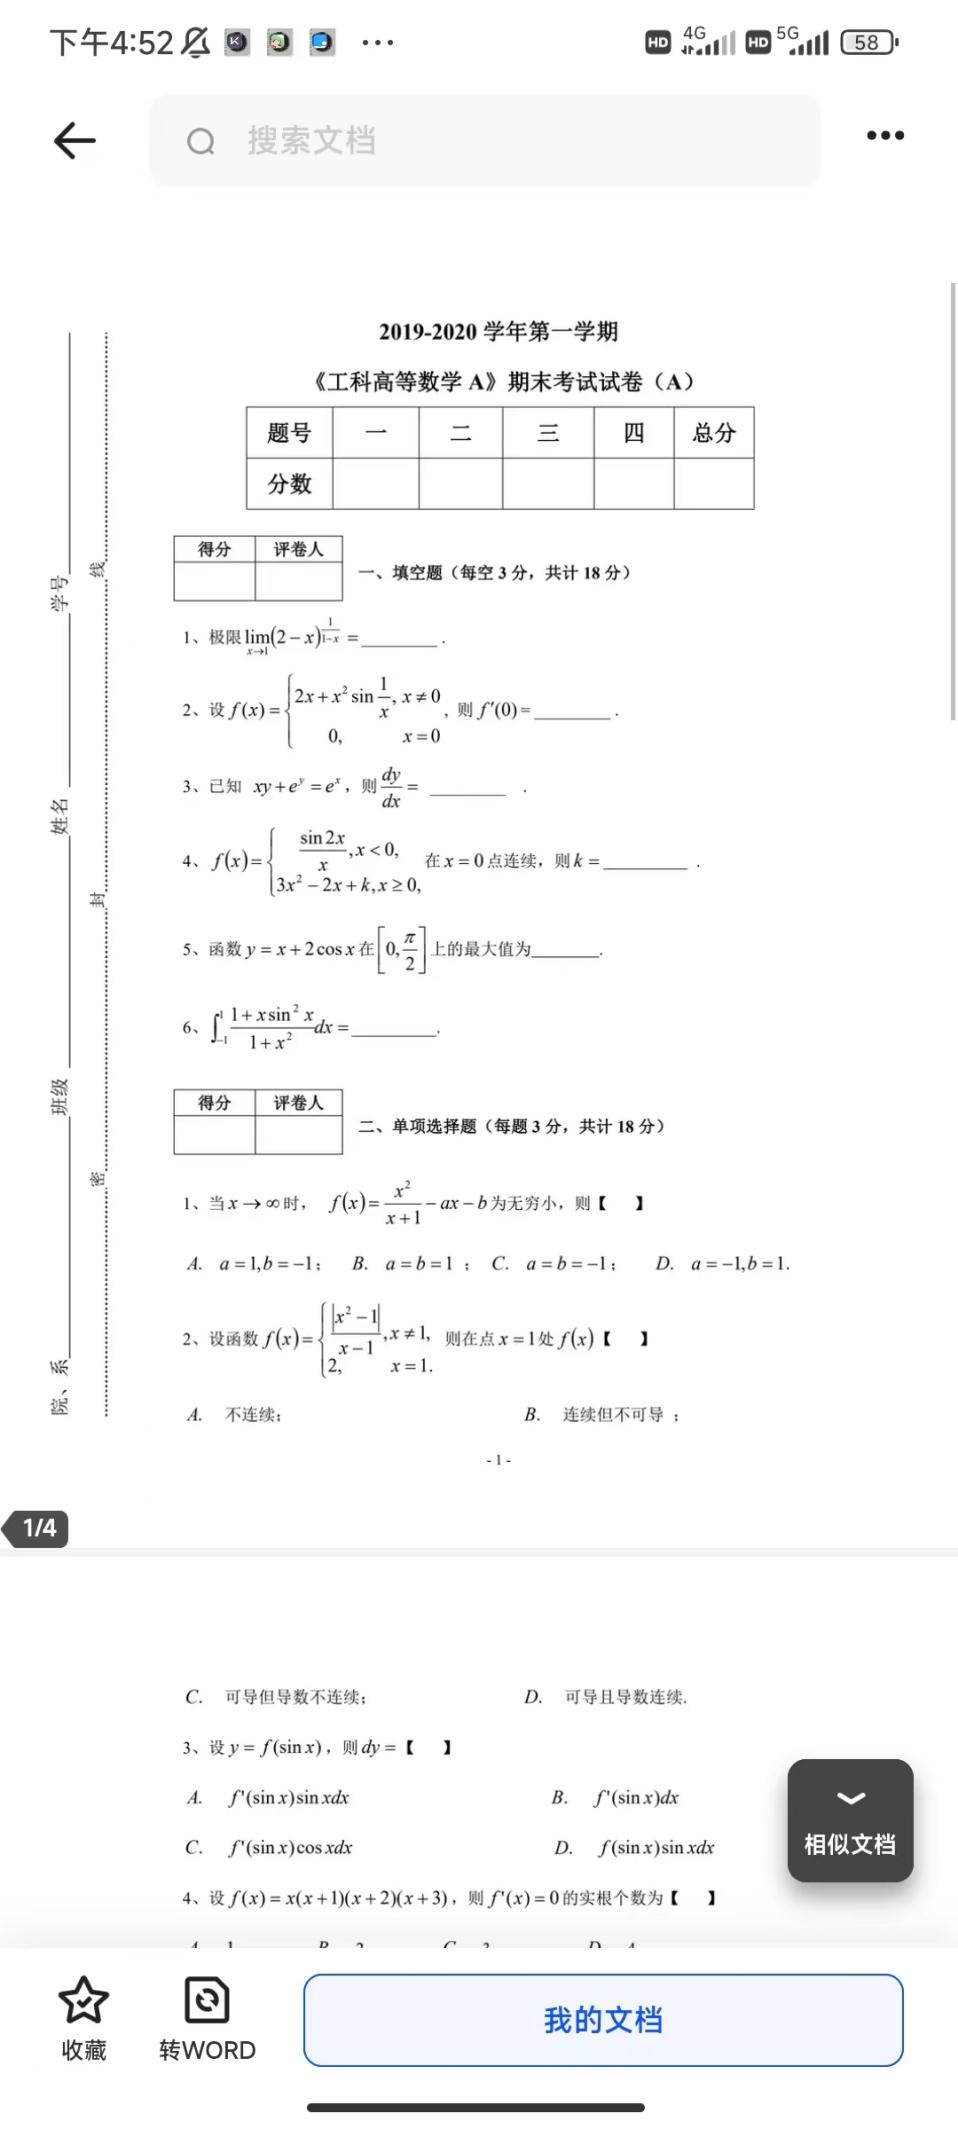 下午4:52
HD 4G HD 5G 58
搜索文档
2019-2020 学年第一学期
《工科高等数学 A》期末考试试卷（A）
题号 一 二 三 四 总分
分数
得分 评卷人
一、填空题（每空 3 分，共计 18 分）
1、极限 lim_{x→1}(2−x)^{1/(1−x)} =________ .
2、设 f(x) = { 2x + x² sin 1/x, x ≠ 0
0, x = 0 ，则 f′(0) = ________ .
3、已知 xy + e^y = e^x，则 dy/dx = ________ .
4、f(x) = { sin 2x / x, x < 0,
3x² − 2x + k, x ≥ 0, 在 x = 0 点连续，则 k = ________ .
5、函数 y = x + 2cos x 在 [0, π/2] 上的最大值为_______.
6、∫_{-1}^{1} (1 + x sin² x)/(1 + x²) dx = ________.
得分 评卷人
二、单项选择题（每题 3 分，共计 18 分）
1、当 x → ∞ 时， f(x) = x²/(x+1) − ax − b 为无穷小，则【 】
A. a = 1, b = −1； B. a = b = 1 ； C. a = b = −1； D. a = −1, b = 1.
2、设函数 f(x) = { |x² − 1|/(x − 1), x ≠ 1,
2, x = 1. 则在点 x = 1 处 f(x)【 】
A. 不连续； B. 连续但不可导 ；
- 1 -
院、系 班级 姓名 学号
密 封 线
1/4
C. 可导但导数不连续； D. 可导且导数连续.
3、设 y = f(sin x)，则 dy =【 】
A. f'(sin x)sin xdx B. f'(sin x)dx
C. f'(sin x)cos xdx D. f(sin x)sin xdx
4、设 f(x) = x(x+1)(x+2)(x+3)，则 f'(x) = 0 的实根个数为【 】
相似文档
收藏
转WORD
我的文档